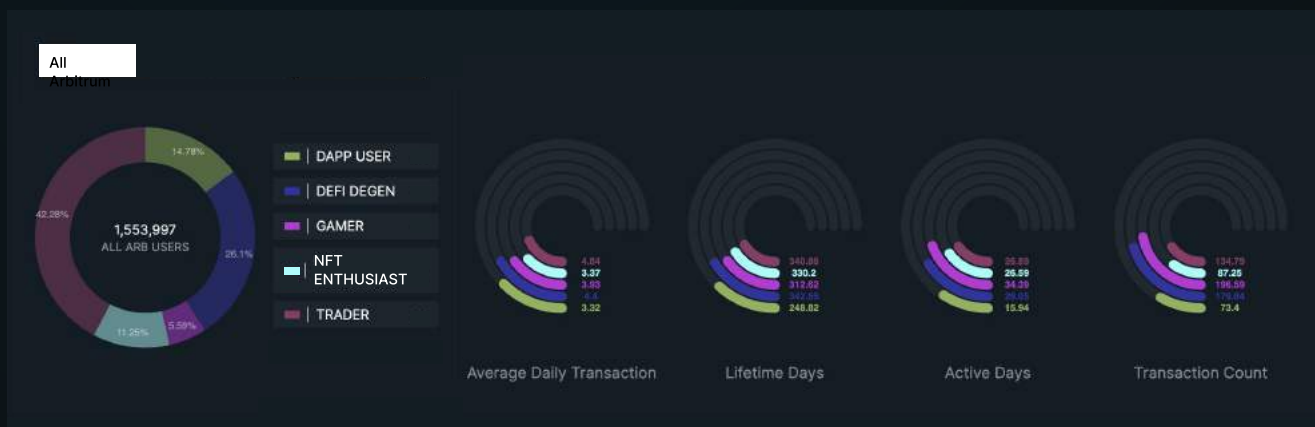 All
Arbitrum
14.78%
42.28%
1,553,997
ALL ARB USERS
26.1%
11.25%
5.59%
DAPP USER
DEFI DEGEN
GAMER
NFT
ENTHUSIAST
TRADER
4.84
3.37
3.93
4.4
3.32
Average Daily Transaction
340.86
330.2
312.62
248.82
Lifetime Days
26.59
34.39
15.94
Active Days
134.79
87.25
196.59
73.4
Transaction Count